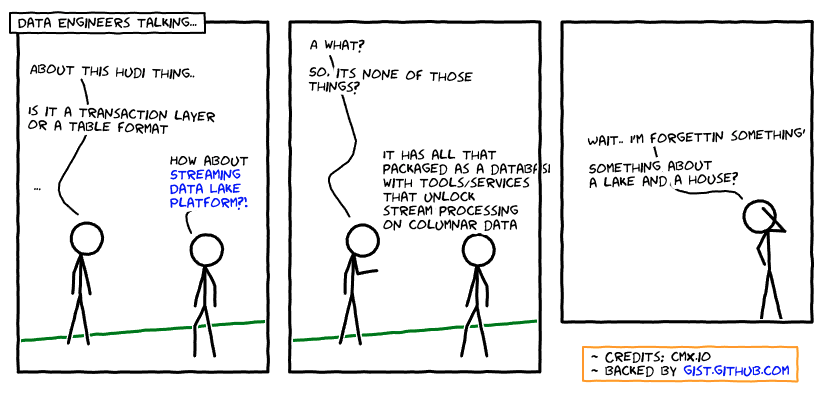 DATA ENGINEERS TALKING...
ABOUT THIS HUDI THING..
IS IT A TRANSACTION LAYER
OR A TABLE FORMAT
...
HOW ABOUT
STREAMING
DATA LAKE
PLATFORM?!
A WHAT?
SO, ITS NONE OF THOSE
THINGS?
IT HAS ALL THAT
PACKAGED AS A DATABASE
WITH TOOLS/SERVICES
THAT UNLOCK
STREAM PROCESSING
ON COLUMNAR DATA
WAIT.. I'M FORGETTIN SOMETHING'
SOMETHING ABOUT
A LAKE AND A HOUSE?
~ CREDITS: CMX.IO
~ BACKED BY GIST.GITHUB.COM